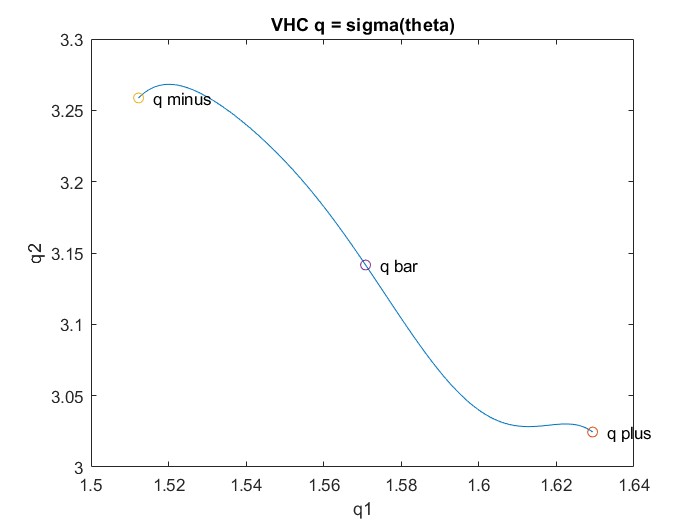 VHC q = sigma(theta)
3.3
3.25
q minus
3.2
q2
3.15
q bar
3.1
3.05
q plus
3
1.5
1.52
1.54
1.56
1.58
1.6
1.62
1.64
q1